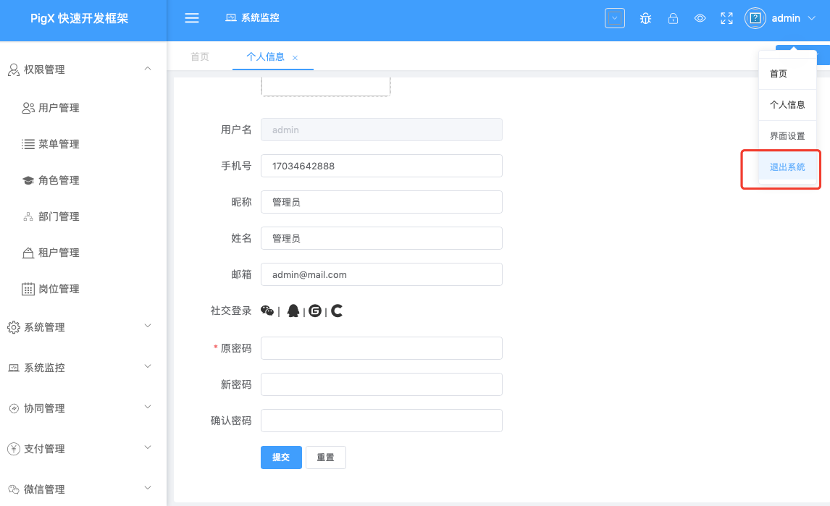 PigX 快速开发框架
系统监控
admin
首页
个人信息
权限管理
用户管理
菜单管理
角色管理
部门管理
租户管理
岗位管理
系统管理
系统监控
协同管理
支付管理
微信管理
用户名 admin
手机号 17034642888
昵称 管理员
姓名 管理员
邮箱 admin@mail.com
社交登录 | | |
* 原密码
新密码
确认密码
提交 重置
首页
个人信息
界面设置
退出系统